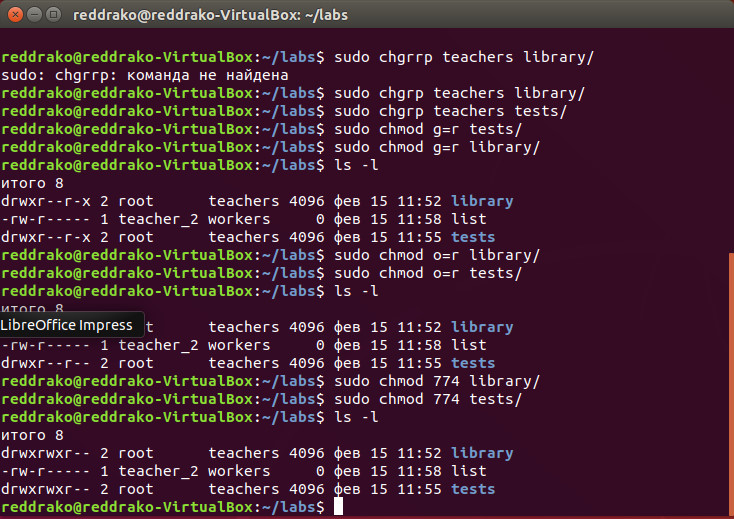 reddrako@reddrako-VirtualBox: ~/labs
reddrako@reddrako-VirtualBox:~/labs$ sudo chgrrp teachers library/
sudo: chgrrp: команда не найдена
reddrako@reddrako-VirtualBox:~/labs$ sudo chgrp teachers library/
reddrako@reddrako-VirtualBox:~/labs$ sudo chgrp teachers tests/
reddrako@reddrako-VirtualBox:~/labs$ sudo chmod g=r tests/
reddrako@reddrako-VirtualBox:~/labs$ sudo chmod g=r library/
reddrako@reddrako-VirtualBox:~/labs$ ls -l
итого 8
drwxr--r-x 2 root      teachers 4096 фев 15 11:52 library
-rw-r----- 1 teacher_2 workers     0 фев 15 11:58 list
drwxr--r-x 2 root      teachers 4096 фев 15 11:55 tests
reddrako@reddrako-VirtualBox:~/labs$ sudo chmod o=r library/
reddrako@reddrako-VirtualBox:~/labs$ sudo chmod o=r tests/
reddrako@reddrako-VirtualBox:~/labs$ ls -l
итого 8
LibreOffice Impress
teachers 4096 фев 15 11:52 library
-rw-r----- 1 teacher_2 workers     0 фев 15 11:58 list
drwxr--r-- 2 root      teachers 4096 фев 15 11:55 tests
reddrako@reddrako-VirtualBox:~/labs$ sudo chmod 774 library/
reddrako@reddrako-VirtualBox:~/labs$ sudo chmod 774 tests/
reddrako@reddrako-VirtualBox:~/labs$ ls -l
итого 8
drwxrwxr-- 2 root      teachers 4096 фев 15 11:52 library
-rw-r----- 1 teacher_2 workers     0 фев 15 11:58 list
drwxrwxr-- 2 root      teachers 4096 фев 15 11:55 tests
reddrako@reddrako-VirtualBox:~/labs$